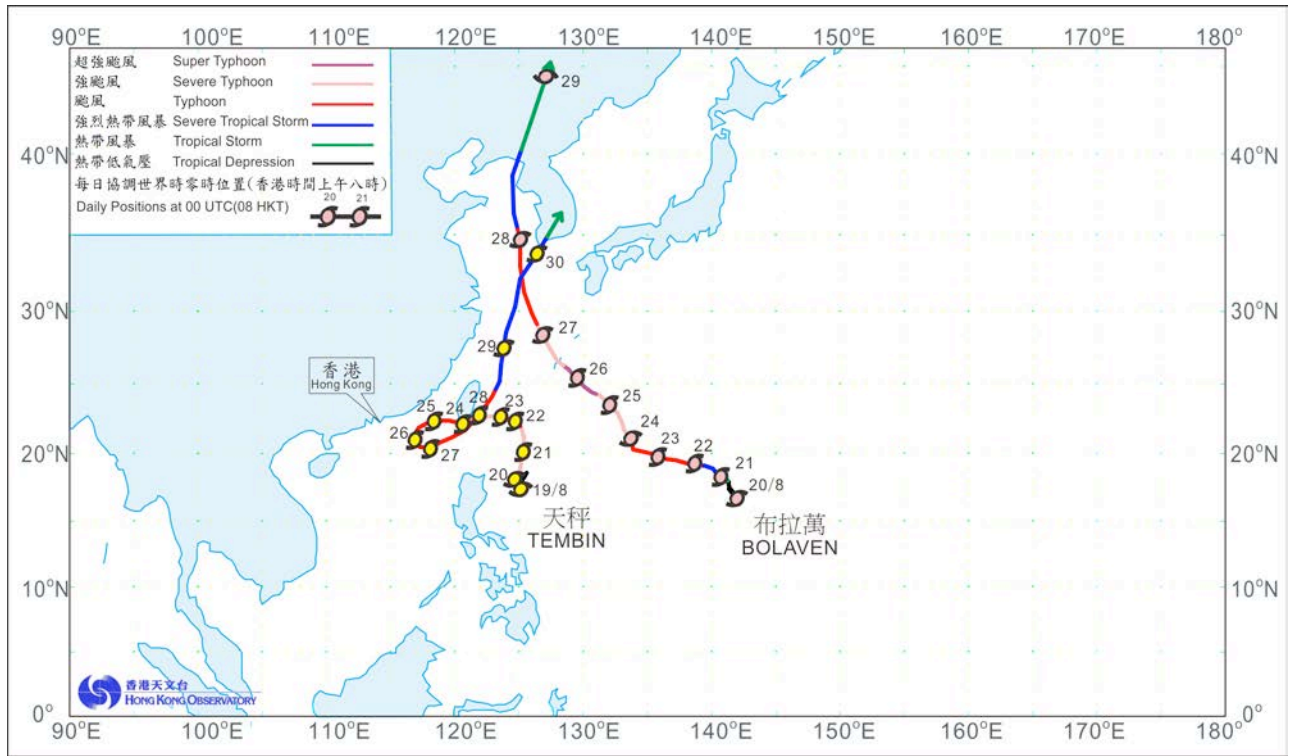 90°E 100°E 110°E 120°E 130°E 140°E 150°E 160°E 170°E 180°
超強颱風 Super Typhoon
強颱風 Severe Typhoon
颱風 Typhoon
強烈熱帶風暴 Severe Tropical Storm
熱帶風暴 Tropical Storm
熱帶低氣壓 Tropical Depression
每日協調世界時零時位置(香港時間上午八時)
Daily Positions at 00 UTC(08 HKT)
20 21
29
40°N 40°N
28
30
30°N 30°N
27
29
香港
Hong Kong
26
25
25 24 28 23 22
24
26
27
23
22
21
20°N 20°N
21
20
19/8
20/8
天秤
TEMBIN
布拉萬
BOLAVEN
10°N 10°N
香港天文台
HONG KONG OBSERVATORY
0° 0°
90°E 100°E 110°E 120°E 130°E 140°E 150°E 160°E 170°E 180°